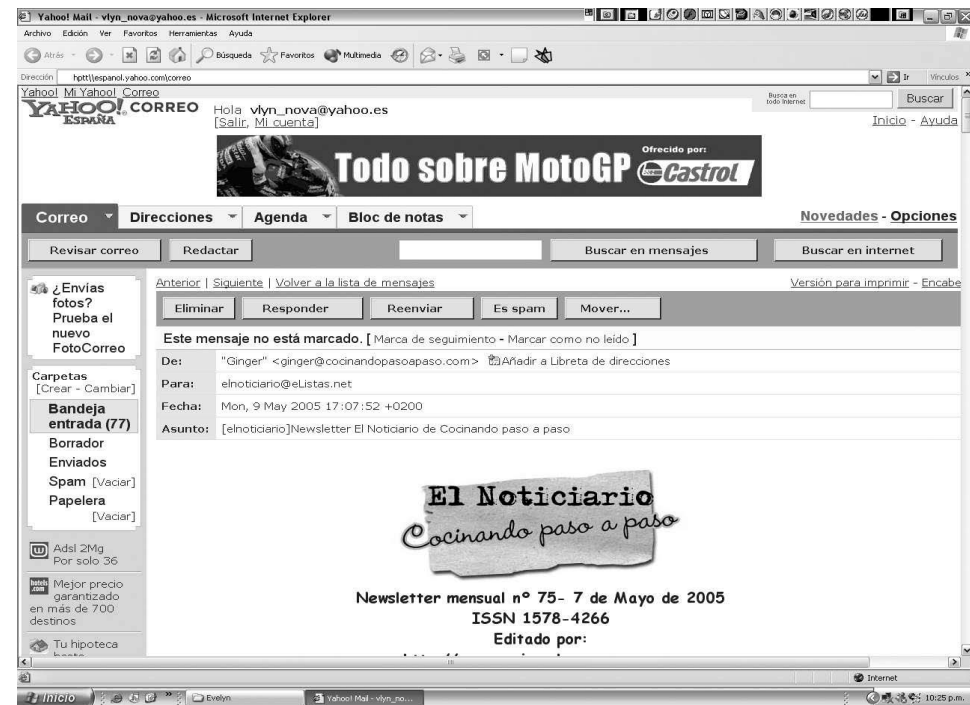 Yahoo! Mail - vlyn_nova@yahoo.es - Microsoft Internet Explorer
Archivo Edición Ver Favoritos Herramientas Ayuda
Atrás Búsqueda Favoritos Multimedia
Dirección hptt\\espanol.yahoo.com\correo Ir Vínculos
Yahoo! Mi Yahoo! Correo
YAHOO! CORREO
ESPAÑA
Hola vlyn_nova@yahoo.es
[Salir, Mi cuenta]
Busca en todo Internet Buscar
Inicio - Ayuda
Todo sobre MotoGP Ofrecido por: Castrol
Correo Direcciones Agenda Bloc de notas Novedades - Opciones
Revisar correo Redactar Buscar en mensajes Buscar en internet
¿Envías
fotos?
Prueba el
nuevo
FotoCorreo
Carpetas
[Crear - Cambiar]
Bandeja
entrada (77)
Borrador
Enviados
Spam [Vaciar]
Papelera
[Vaciar]
Adsl 2Mg
Por solo 36
hotels.com Mejor precio
garantizado
en más de 700
destinos
Tu hipoteca
Anterior | Siguiente | Volver a la lista de mensajes Versión para imprimir - Encabe
Eliminar Responder Reenviar Es spam Mover...
Este mensaje no está marcado. [ Marca de seguimiento - Marcar como no leído ]
De: "Ginger" <ginger@cocinandopasoapaso.com> Añadir a Libreta de direcciones
Para: elnoticiario@eListas.net
Fecha: Mon, 9 May 2005 17:07:52 +0200
Asunto: [elnoticiario]Newsletter El Noticiario de Cocinando paso a paso
El Noticiario
Cocinando paso a paso
Newsletter mensual nº 75- 7 de Mayo de 2005
ISSN 1578-4266
Editado por:
Internet
Inicio Evelyn Yahoo! Mail - vlyn_no... 10:25 p.m.